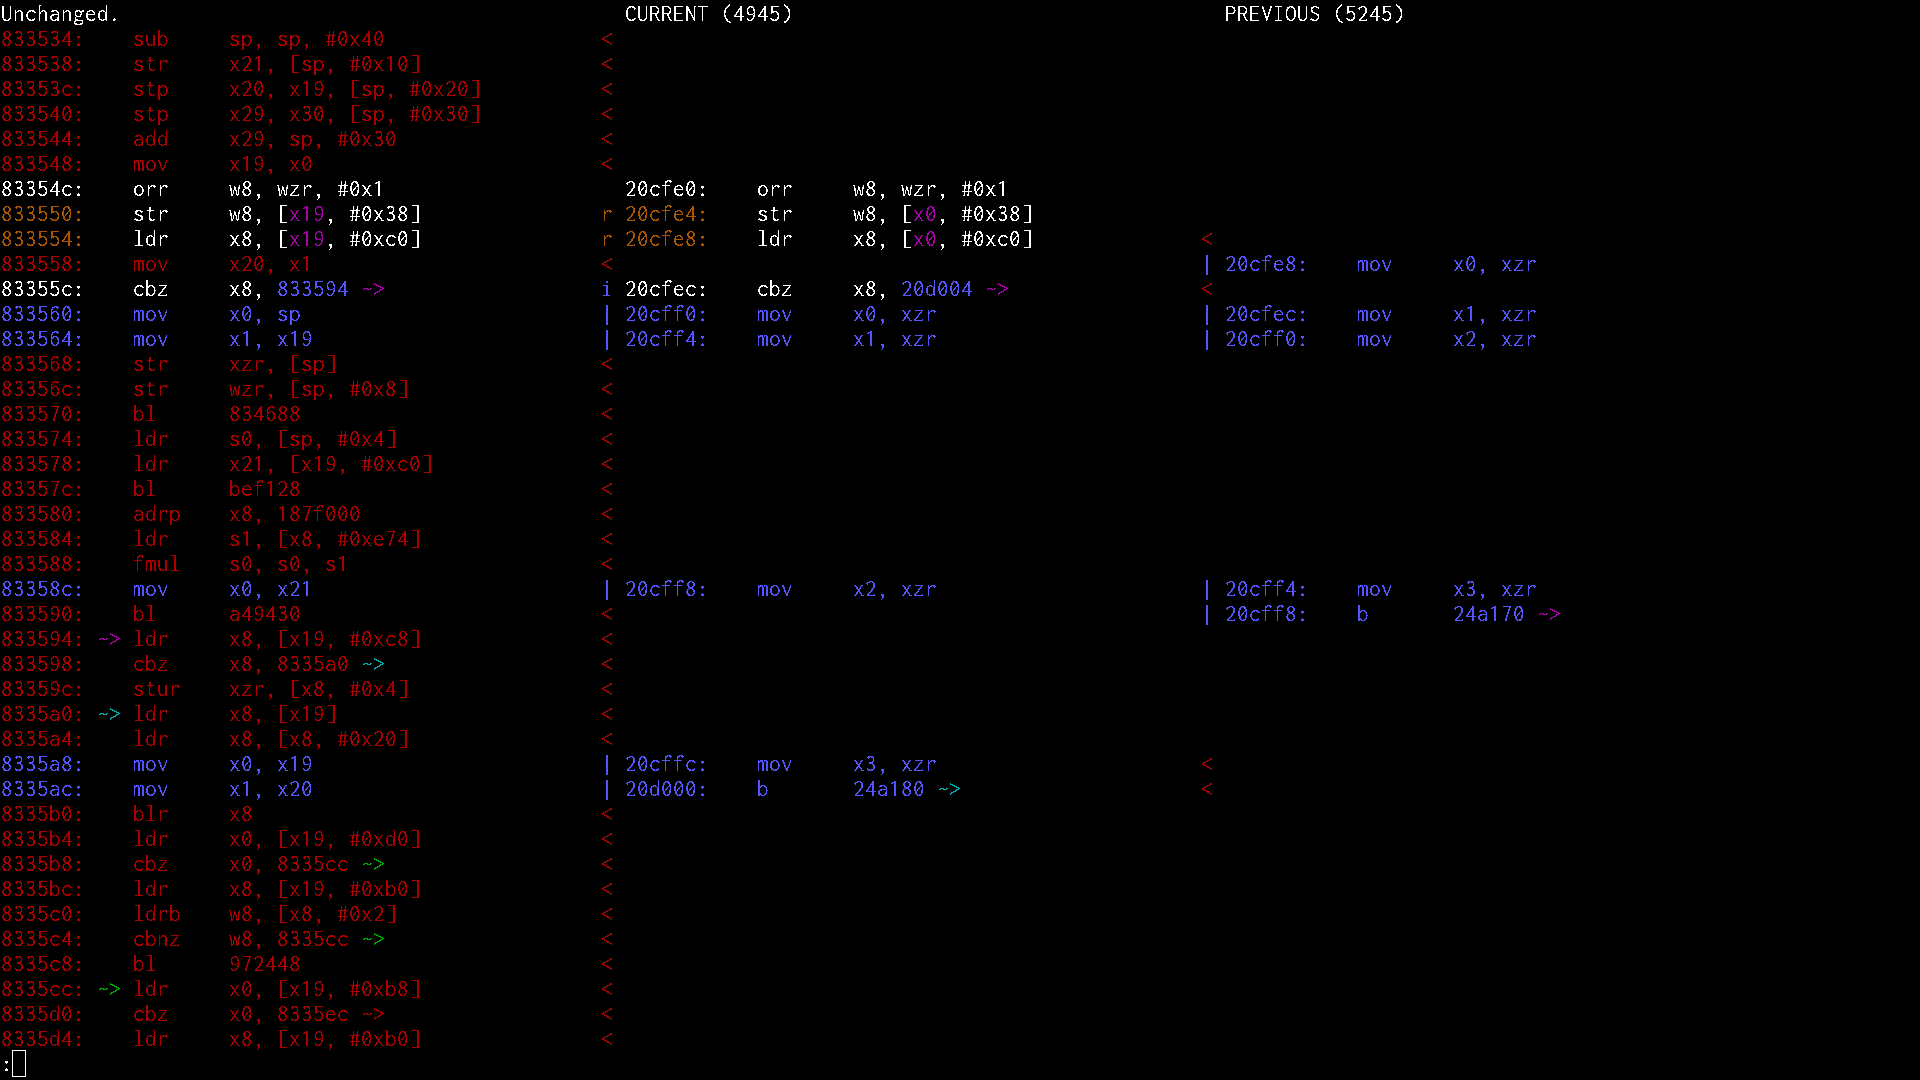 Unchanged. CURRENT (4945) PREVIOUS (5245)
833534: sub sp, sp, #0x40 <
833538: str x21, [sp, #0x10] <
83353c: stp x20, x19, [sp, #0x20] <
833540: stp x29, x30, [sp, #0x30] <
833544: add x29, sp, #0x30 <
833548: mov x19, x0 <
83354c: orr w8, wzr, #0x1 20cfe0: orr w8, wzr, #0x1
833550: str w8, [x19, #0x38] r 20cfe4: str w8, [x0, #0x38]
833554: ldr x8, [x19, #0xc0] r 20cfe8: ldr x8, [x0, #0xc0] <
833558: mov x20, x1 < | 20cfe8: mov x0, xzr
83355c: cbz x8, 833594 ~> i 20cfec: cbz x8, 20d004 ~> <
833560: mov x0, sp | 20cff0: mov x0, xzr | 20cfec: mov x1, xzr
833564: mov x1, x19 | 20cff4: mov x1, xzr | 20cff0: mov x2, xzr
833568: str xzr, [sp] <
83356c: str wzr, [sp, #0x8] <
833570: bl 834688 <
833574: ldr s0, [sp, #0x4] <
833578: ldr x21, [x19, #0xc0] <
83357c: bl bef128 <
833580: adrp x8, 187f000 <
833584: ldr s1, [x8, #0xe74] <
833588: fmul s0, s0, s1 <
83358c: mov x0, x21 | 20cff8: mov x2, xzr | 20cff4: mov x3, xzr
833590: bl a49430 < | 20cff8: b 24a170 ~>
833594: ~> ldr x8, [x19, #0xc8] <
833598: cbz x8, 8335a0 ~> <
83359c: stur xzr, [x8, #0x4] <
8335a0: ~> ldr x8, [x19] <
8335a4: ldr x8, [x8, #0x20] <
8335a8: mov x0, x19 | 20cffc: mov x3, xzr <
8335ac: mov x1, x20 | 20d000: b 24a180 ~> <
8335b0: blr x8 <
8335b4: ldr x0, [x19, #0xd0] <
8335b8: cbz x0, 8335cc ~> <
8335bc: ldr x8, [x19, #0xb0] <
8335c0: ldrb w8, [x8, #0x2] <
8335c4: cbnz w8, 8335cc ~> <
8335c8: bl 972448 <
8335cc: ~> ldr x0, [x19, #0xb8] <
8335d0: cbz x0, 8335ec ~> <
8335d4: ldr x8, [x19, #0xb0] <
: